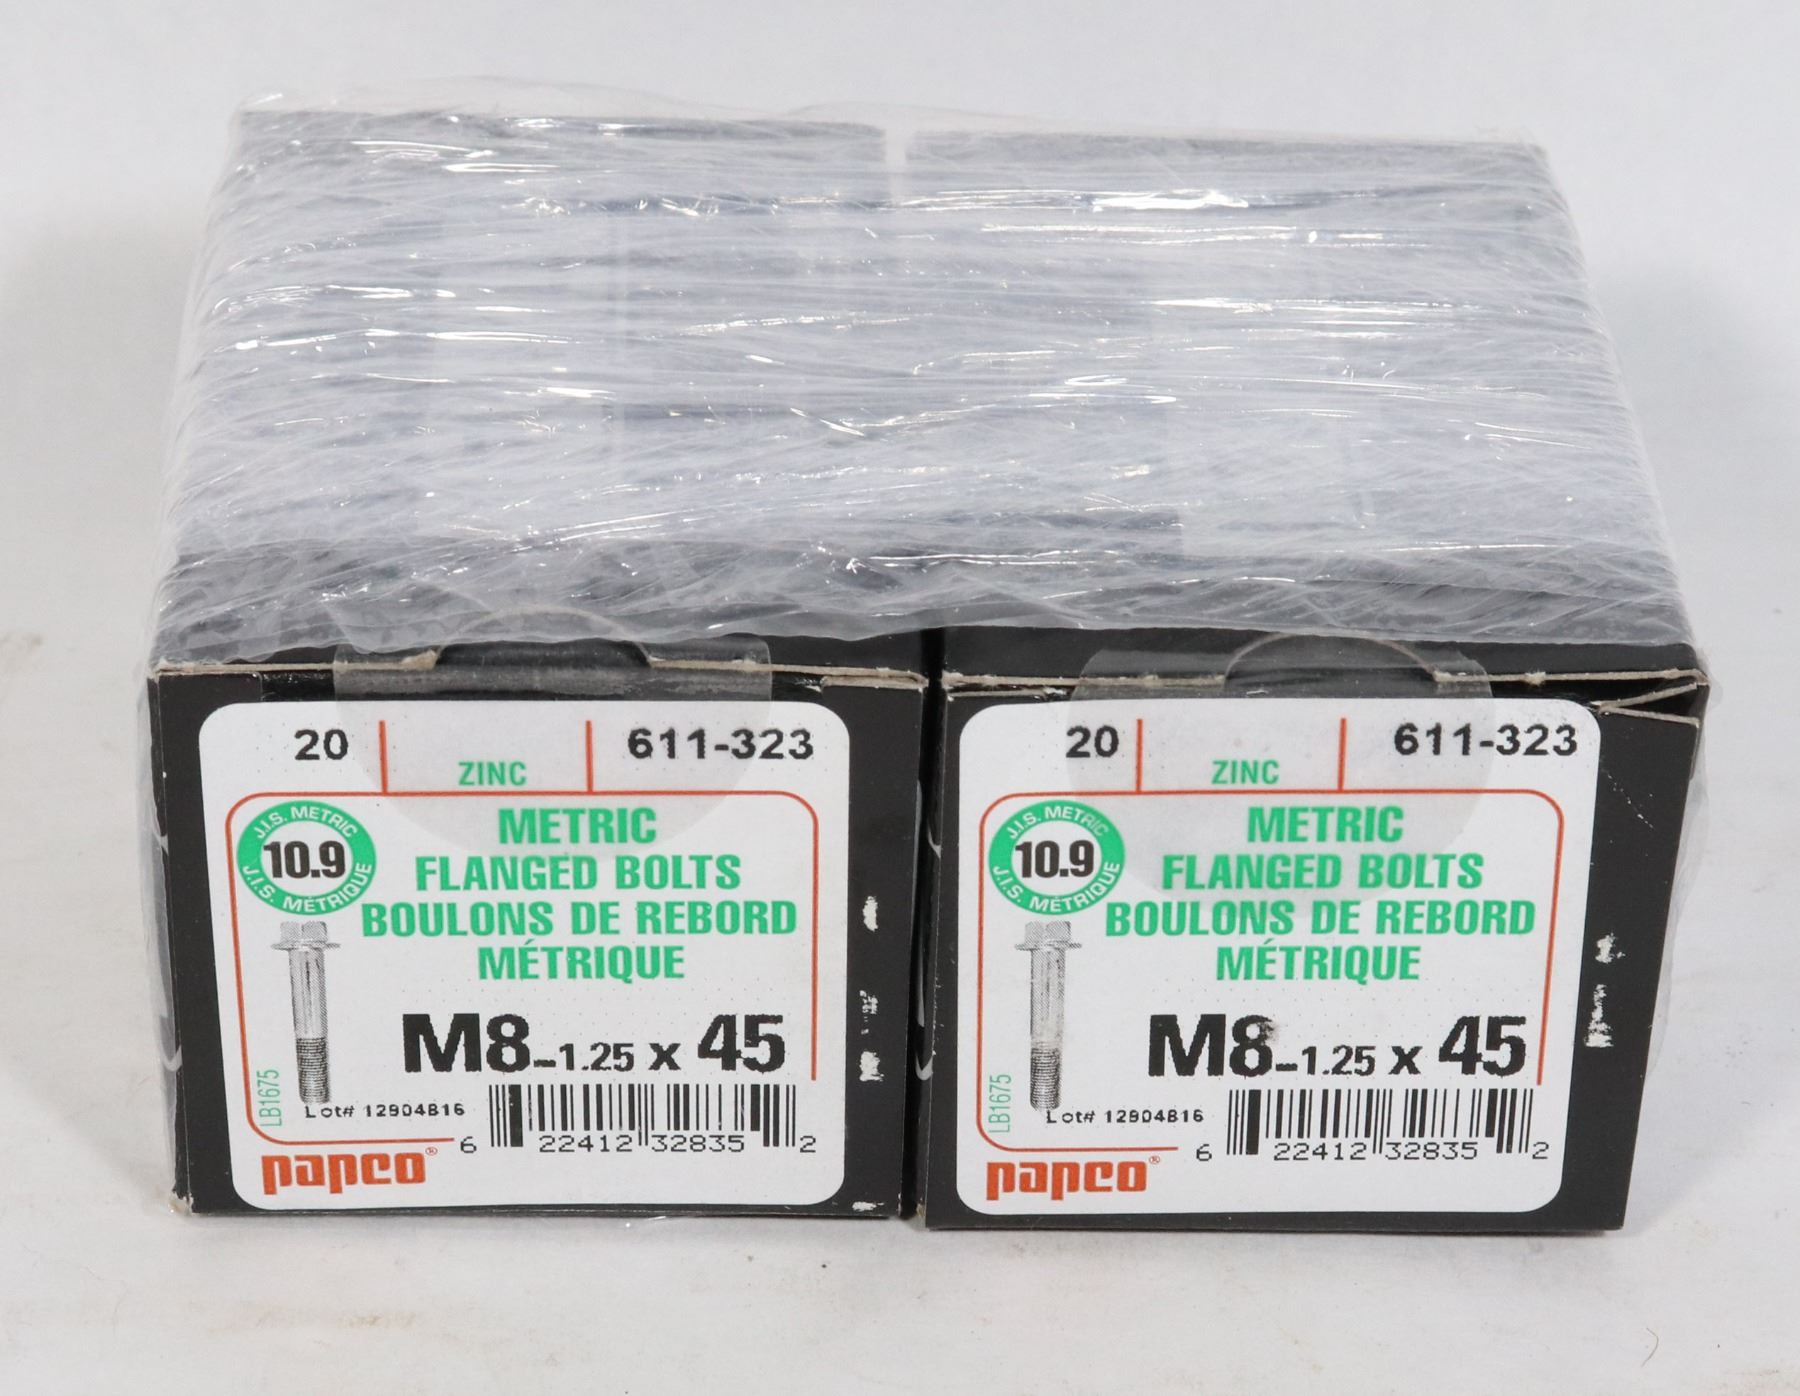 20 ZINC 611-323
J.I.S. METRIC
10.9
J.I.S. MÉTRIQUE
METRIC
FLANGED BOLTS
BOULONS DE REBORD
MÉTRIQUE
M8-1.25 x 45
LB1675
Lot# 12904B16
6 22412 32835 2
papco®
20 ZINC 611-323
J.I.S. METRIC
10.9
J.I.S. MÉTRIQUE
METRIC
FLANGED BOLTS
BOULONS DE REBORD
MÉTRIQUE
M8-1.25 x 45
LB1675
Lot# 12904B16
6 22412 32835 2
papco®